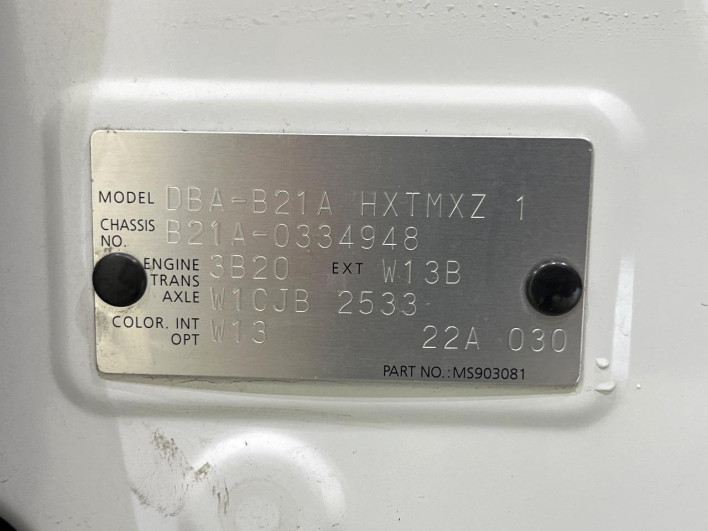 MODEL DBA-B21A HXTMXZ 1
CHASSIS NO. B21A-0334948
ENGINE 3B20 EXT W13B
TRANS AXLE W1CJB 2533
COLOR. INT OPT W13 22A 030
PART NO.:MS903081